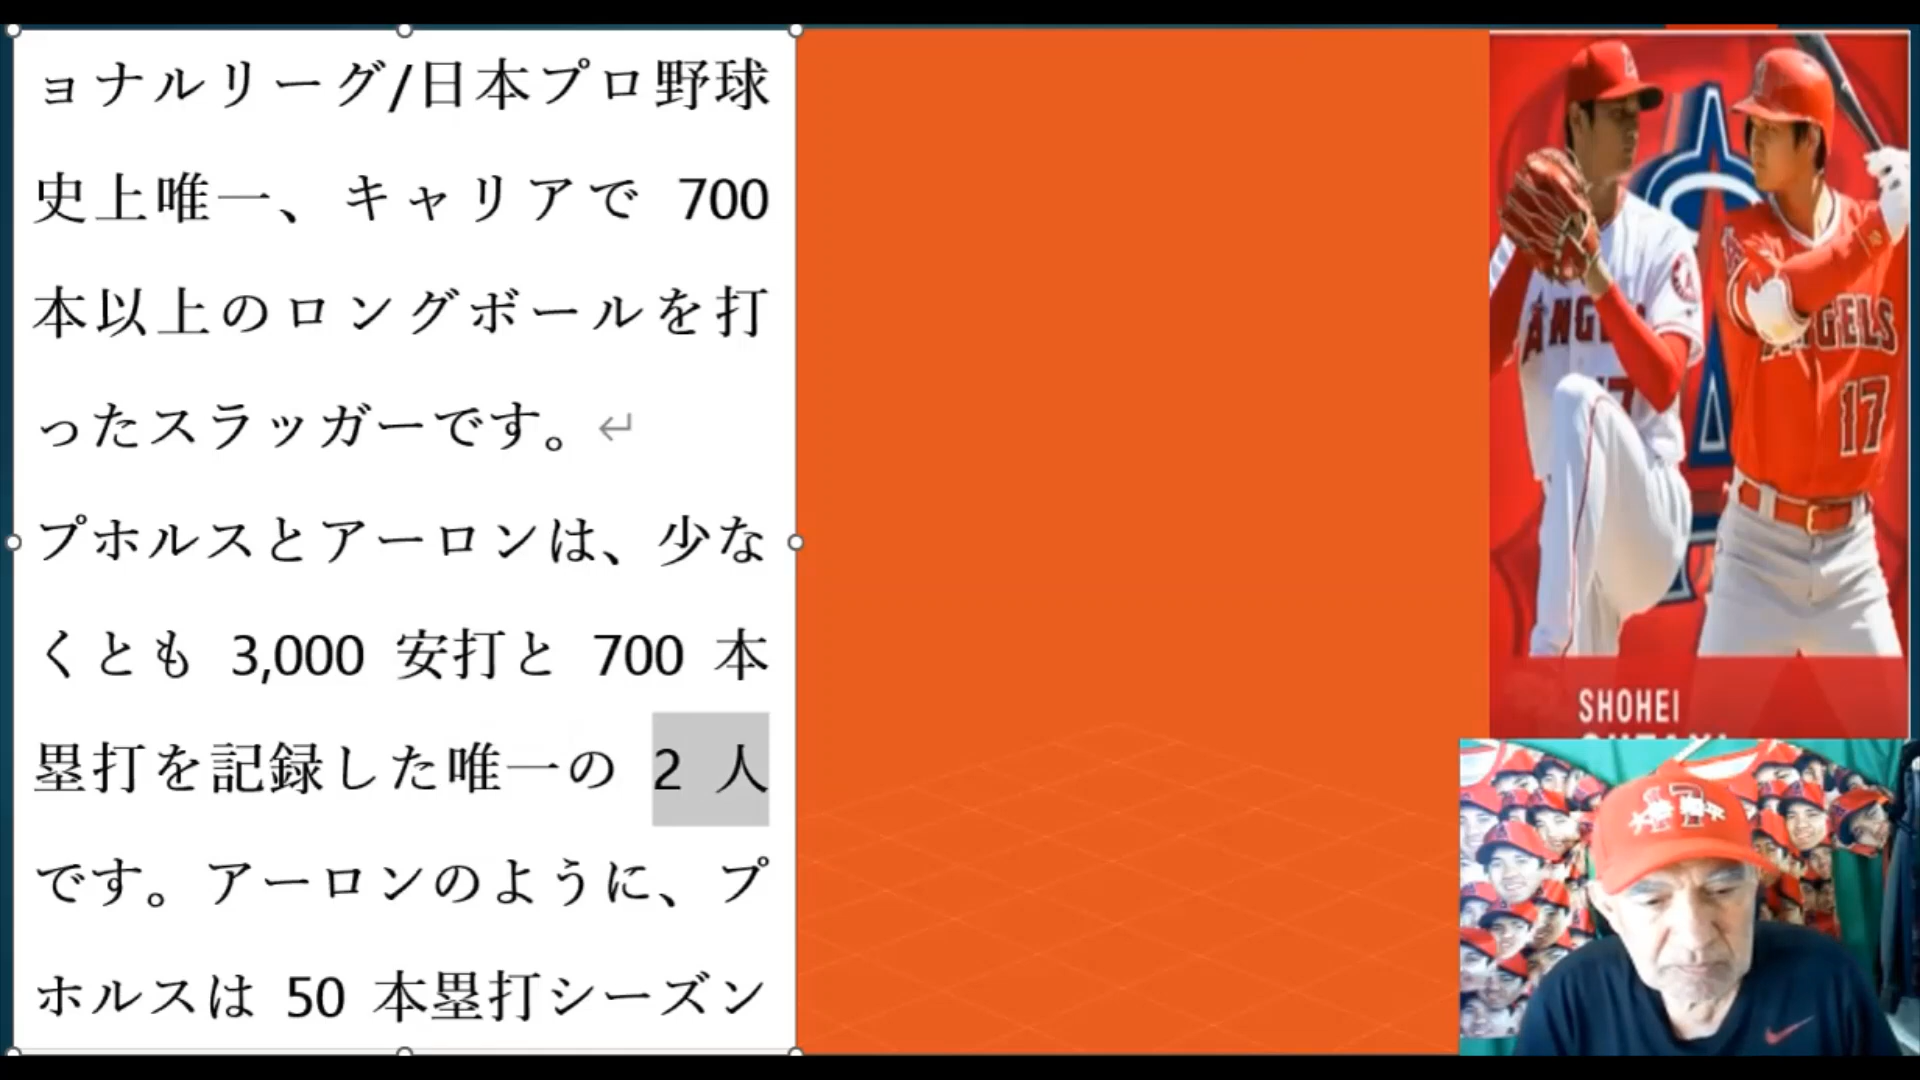 ョナルリーグ/日本プロ野球
史上唯一、キャリアで 700
本以上のロングボールを打
ったスラッガーです。
プホルスとアーロンは、少な
くとも 3,000 安打と 700 本
塁打を記録した唯一の 2 人
です。アーロンのように、プ
ホルスは 50 本塁打シーズン
ANGELS
17
SHOHEI
17